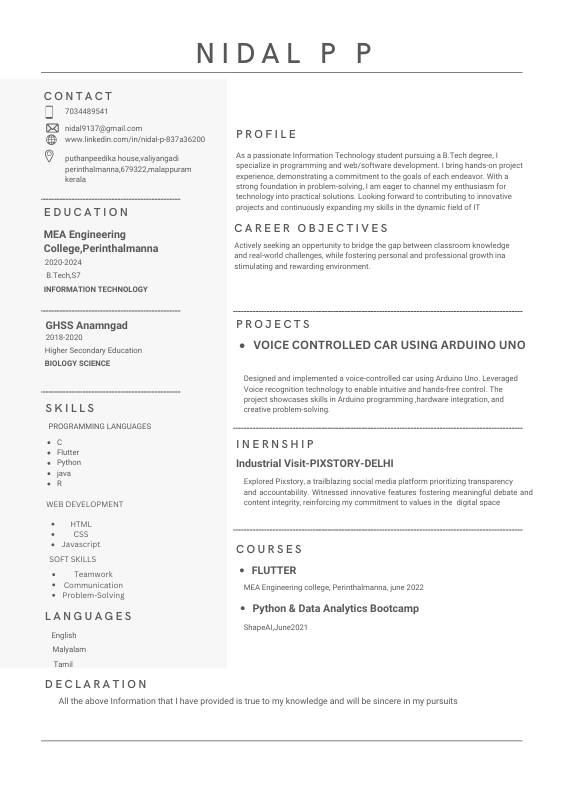 NIDAL P P
CONTACT
7034489541
nidal9137@gmail.com
www.linkedin.com/in/nidal-p-837a36200
puthanpeedika house,valiyangadi
perinthalmanna,679322,malappuram
kerala
EDUCATION
MEA Engineering
College,Perinthalmanna
2020-2024
B.Tech,S7
INFORMATION TECHNOLOGY
GHSS Anamngad
2018-2020
Higher Secondary Education
BIOLOGY SCIENCE
SKILLS
PROGRAMMING LANGUAGES
• C
• Flutter
• Python
• java
• R
WEB DEVELOPMENT
• HTML
• CSS
• Javascript
SOFT SKILLS
• Teamwork
• Communication
• Problem-Solving
LANGUAGES
English
Malyalam
Tamil
PROFILE
As a passionate Information Technology student pursuing a B.Tech degree, I
specialize in programming and web/software development. I bring hands-on project
experience, demonstrating a commitment to the goals of each endeavor. With a
strong foundation in problem-solving, I am eager to channel my enthusiasm for
technology into practical solutions. Looking forward to contributing to innovative
projects and continuously expanding my skills in the dynamic field of IT
CAREER OBJECTIVES
Actively seeking an oppertunity to bridge the gap between classroom knowledge
and real-world challenges, while fostering personal and professional growth ina
stimulating and rewarding environment.
PROJECTS
• VOICE CONTROLLED CAR USING ARDUINO UNO
Designed and implemented a voice-controlled car using Arduino Uno. Leveraged
Voice recognition technology to enable intuitive and hands-free control. The
project showcases skills in Arduino programming ,hardware integration, and
creative problem-solving.
INERNSHIP
Industrial Visit-PIXSTORY-DELHI
Explored Pixstory, a trailblazing social media platform prioritizing transparency
and accountability. Witnessed innovative features fostering meaningful debate and
content integrity, reinforcing my commitment to values in the digital space
COURSES
• FLUTTER
MEA Engineering college, Perinthalmanna, june 2022
• Python & Data Analytics Bootcamp
ShapeAI,June2021
DECLARATION
All the above Information that I have provided is true to my knowledge and will be sincere in my pursuits